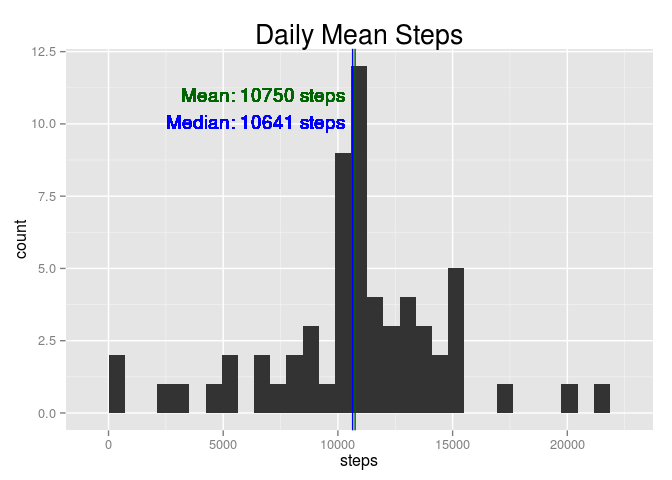 Daily Mean Steps
12.5
Mean: 10750 steps
Median: 10641 steps
10.0
7.5
5.0
2.5
0.0
count
0 5000 10000 15000 20000
steps